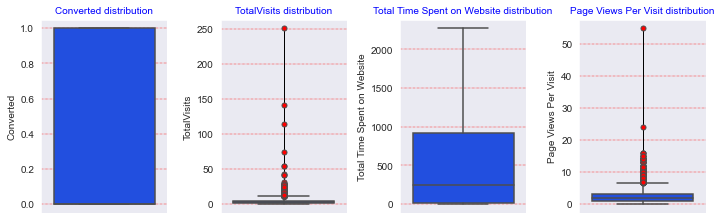 Converted distribution
TotalVisits distribution
Total Time Spent on Website distribution
Page Views Per Visit distribution
Converted
1.0
0.8
0.6
0.4
0.2
0.0
TotalVisits
250
200
150
100
50
0
Total Time Spent on Website
2000
1500
1000
500
0
Page Views Per Visit
50
40
30
20
10
0